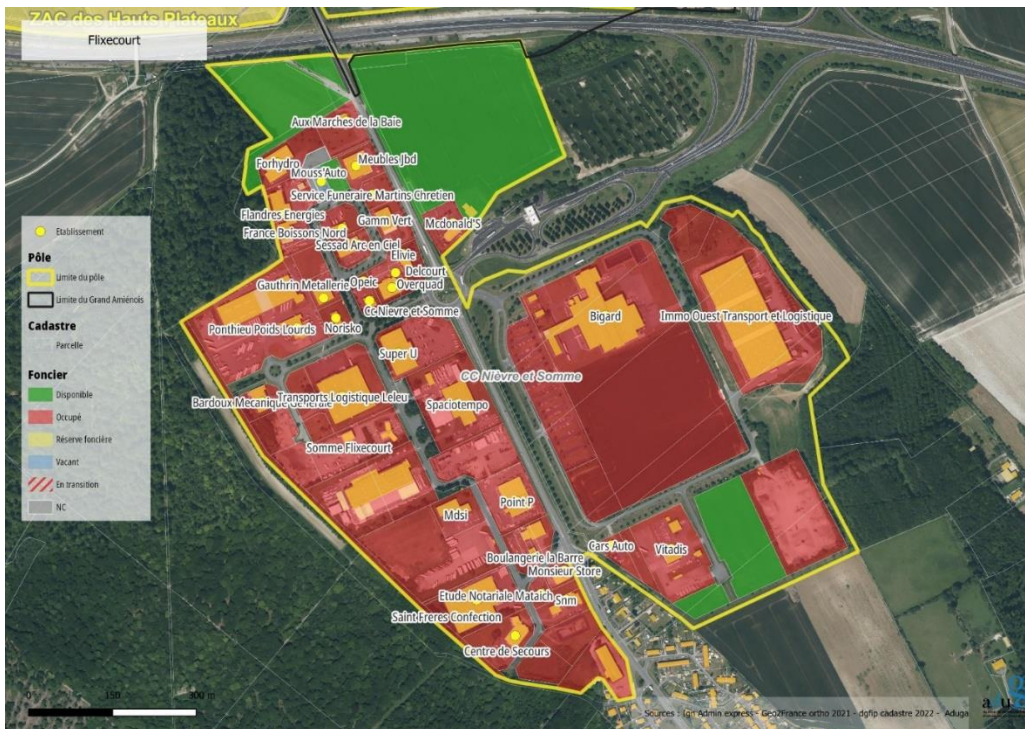 ZAC des Hauts Plateaux
Flixecourt
Aux Marches de la Baie
Forhydro
Meubles Jbd
Mouss'Auto
Service Funeraire Martins Chretien
Flandres Energies
Gamm Vert
Mcdonald'S
France Boissons Nord
Sessad Arc en Ciel
Elivie
Delcourt
Gauthrin Metallerie
Opeic
Overquad
Cc Nievre et Somme
Ponthieu Poids Lourds
Norisko
Bigard
Immo Ouest Transport et Logistique
Super U
CC Nièvre et Somme
Bardoux Mecanique Generale
Transports Logistique Leleu
Spaciotempo
Somme Flixecourt
Mdsi
Point P
Cars Auto
Vitadis
Boulangerie la Barre
Monsieur Store
Etude Notariale Mataich
Snm
Saint Freres Confection
Centre de Secours
Etablissement
Pôle
Limite du pôle
Limite du Grand Amiénois
Cadastre
Parcelle
Foncier
Disponible
Occupé
Réserve foncière
Vacant
En transition
NC
0 150 300 m
Sources : Ign Admin express - Geo2France ortho 2021 - dgfip cadastre 2022 - Aduga